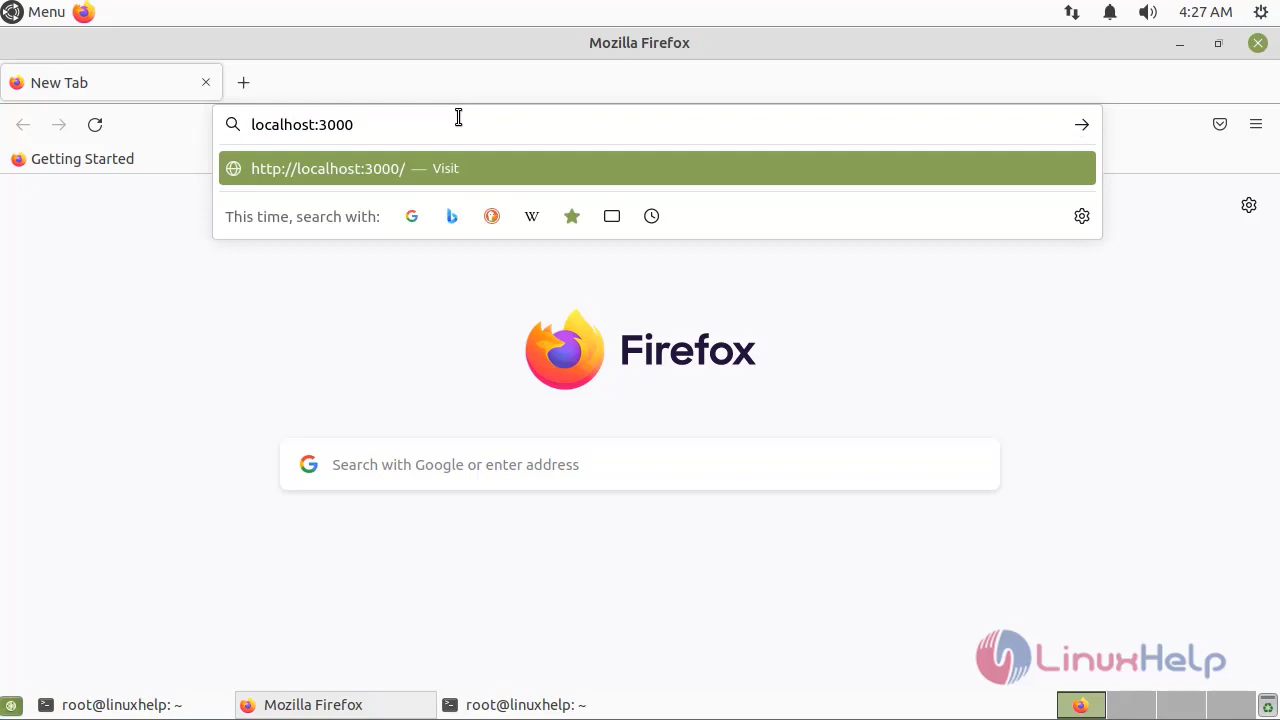 Menu
4:27 AM
Mozilla Firefox
New Tab
localhost:3000
Getting Started
http://localhost:3000/ — Visit
This time, search with:
Firefox
Search with Google or enter address
LinuxHelp
root@linuxhelp: ~
Mozilla Firefox
root@linuxhelp: ~